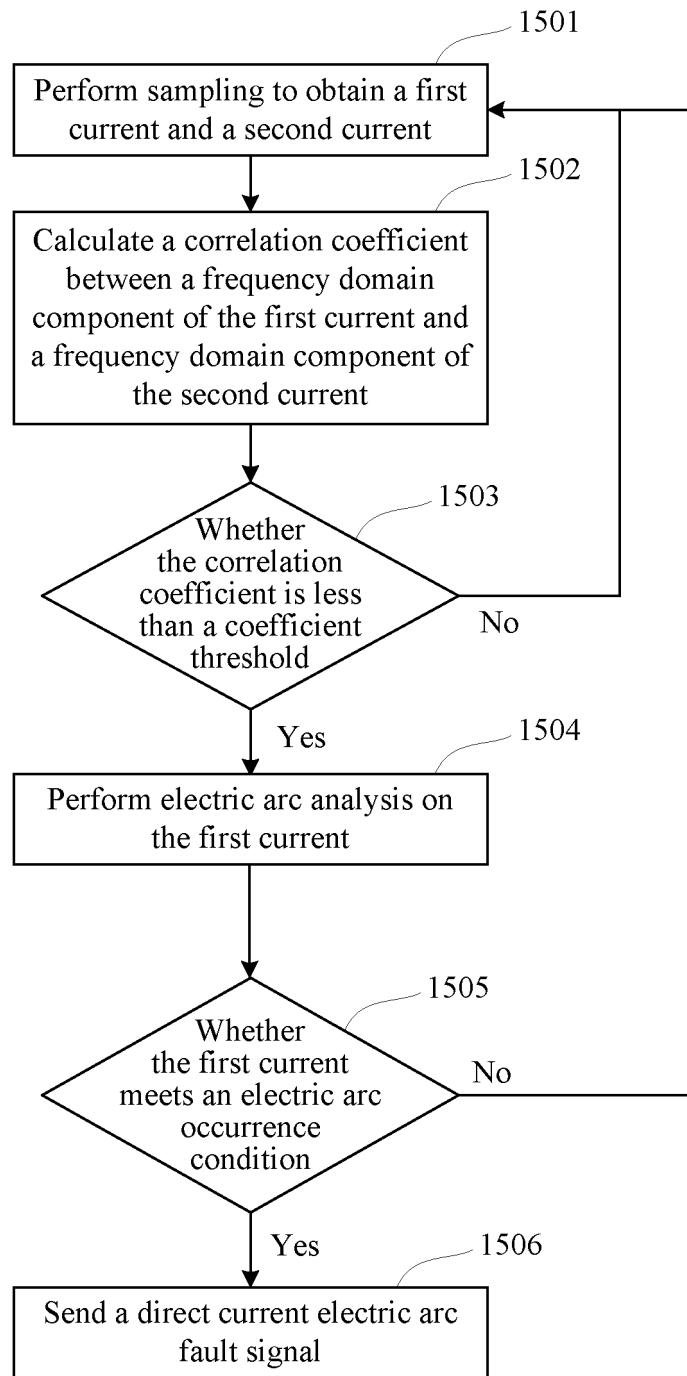 1501
Perform sampling to obtain a first
current and a second current
1502
Calculate a correlation coefficient
between a frequency domain
component of the first current and
a frequency domain component of
the second current
1503
Whether
the correlation
coefficient is less
than a coefficient
threshold
No
Yes
1504
Perform electric arc analysis on
the first current
1505
Whether
the first current
meets an electric arc
occurrence
condition
No
Yes
1506
Send a direct current electric arc
fault signal